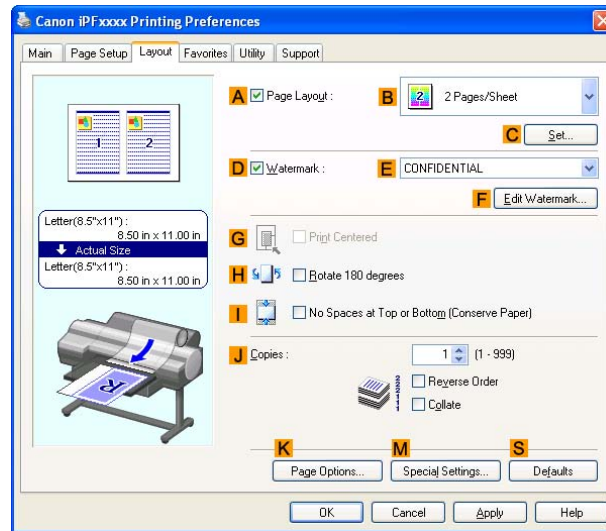 Canon iPFxxxx Printing Preferences
Main Page Setup Layout Favorites Utility Support
1 2
Letter(8.5"x11") :
8.50 in x 11.00 in
Actual Size
Letter(8.5"x11") :
8.50 in x 11.00 in
R
A Page Layout : B 2 2 Pages/Sheet
C Set...
D Watermark : E CONFIDENTIAL
F Edit Watermark...
G Print Centered
H Rotate 180 degrees
I No Spaces at Top or Bottom (Conserve Paper)
J Copies : 1 (1 - 999)
Reverse Order
Collate
K M S
Page Options... Special Settings... Defaults
OK Cancel Apply Help